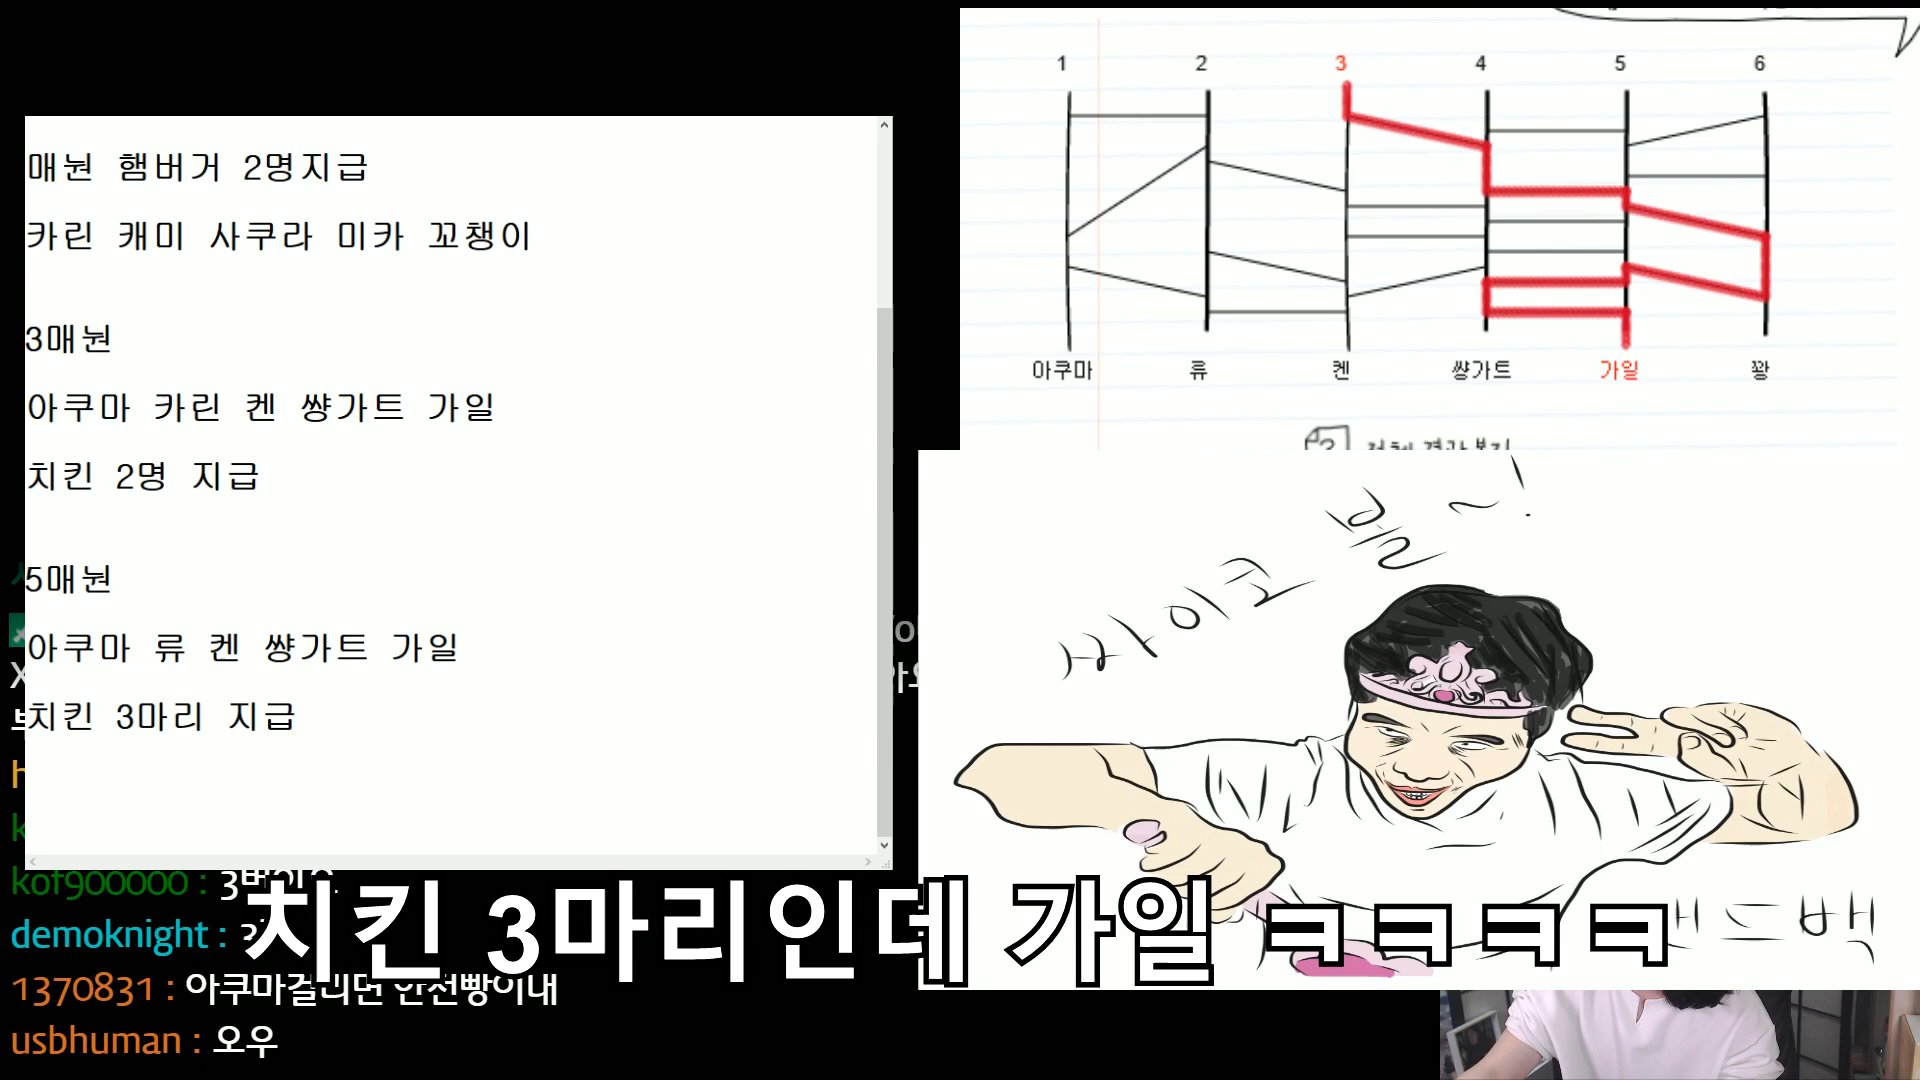 매뉜 햄버거 2명지급
카린 캐미 사쿠라 미카 꼬챙이
3매뉜
아쿠마 카린 켄 썅가트 가일
치킨 2명 지급
5매뉜
아쿠마 류 켄 썅가트 가일
치킨 3마리 지급
1 2 3 4 5 6
아쿠마 류 켄 썅가트 가일 꽝
kof900000 :
demoknight :
1370831 : 아쿠마걸리면 안전빵이네
usbhuman : 오우
치킨 3마리인데 가일 ㅋㅋㅋㅋ